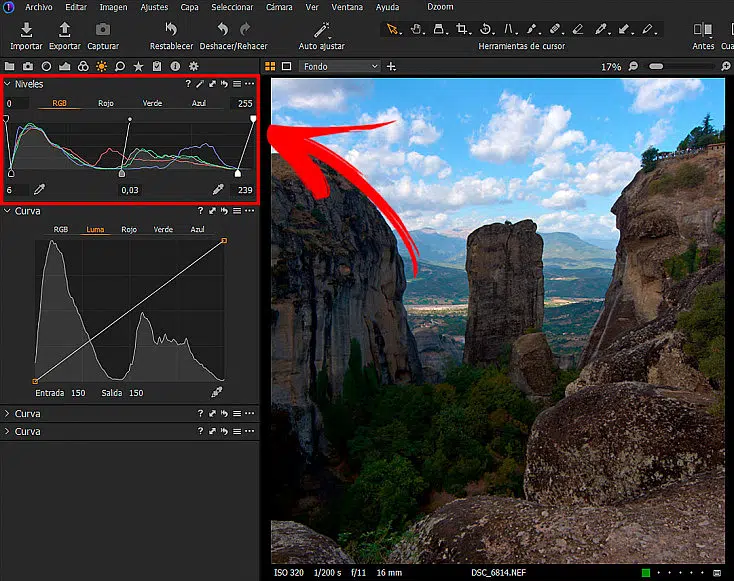 Archivo Editar Imagen Ajustes Capa Seleccionar Cámara Ver Ventana Ayuda Dzoom
Importar Exportar Capturar Restablecer Deshacer/Rehacer Auto ajustar Herramientas de cursor Antes
Fondo 17%
Niveles
0 RGB Rojo Verde Azul 255
6 0,03 239
Curva
RGB Luma Rojo Verde Azul
Entrada 150 Salida 150
Curva
Curva
ISO 320 1/200 s f/11 16 mm DSC_6814.NEF